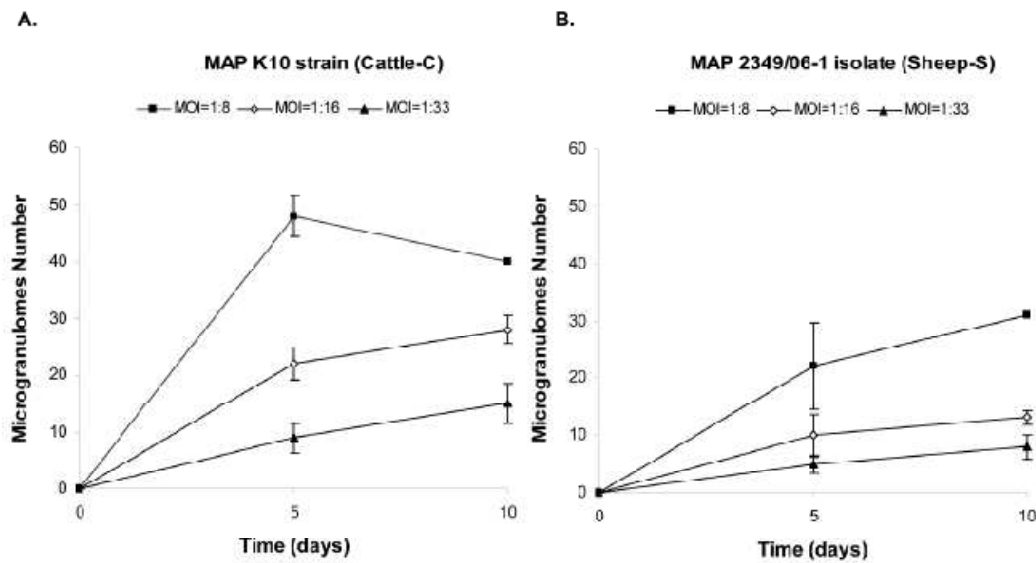 A.
MAP K10 strain (Cattle-C)
MOI=1:8 MOI=1:16 MOI=1:33
Microgranulomes Number
60
50
40
30
20
10
0
0 5 10
Time (days)
B.
MAP 2349/06-1 isolate (Sheep-S)
MOI=1:8 MOI=1:16 MOI=1:33
Microgranulomes Number
60
50
40
30
20
10
0
0 5 10
Time (days)